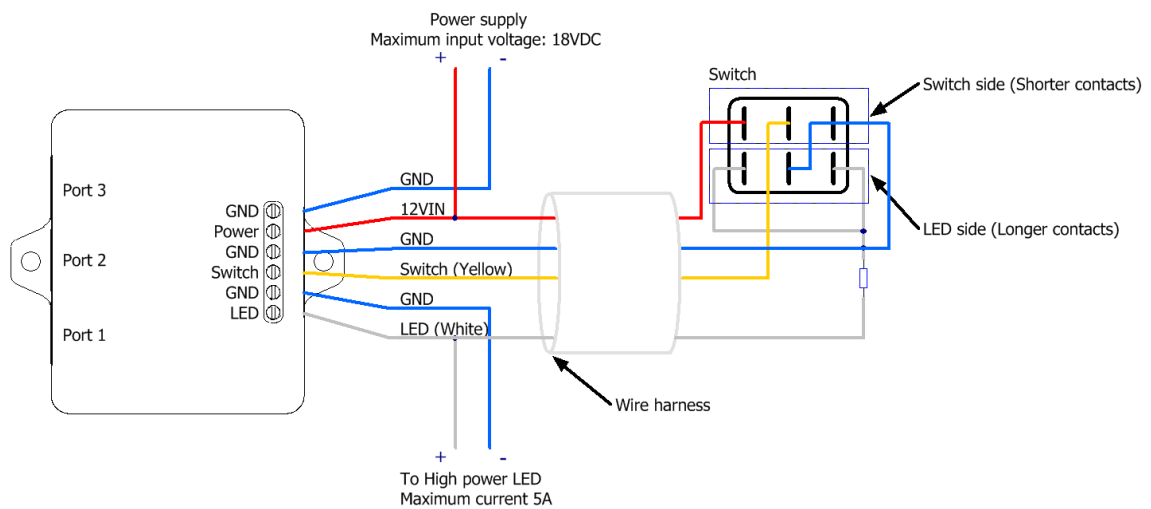 Power supply
Maximum input voltage: 18VDC
+ -
Switch
Switch side (Shorter contacts)
Port 3
GND
12VIN
GND
Power
GND
Port 2
GND
Switch
Switch (Yellow)
LED side (Longer contacts)
GND
GND
LED
LED (White)
Port 1
Wire harness
+ -
To High power LED
Maximum current 5A